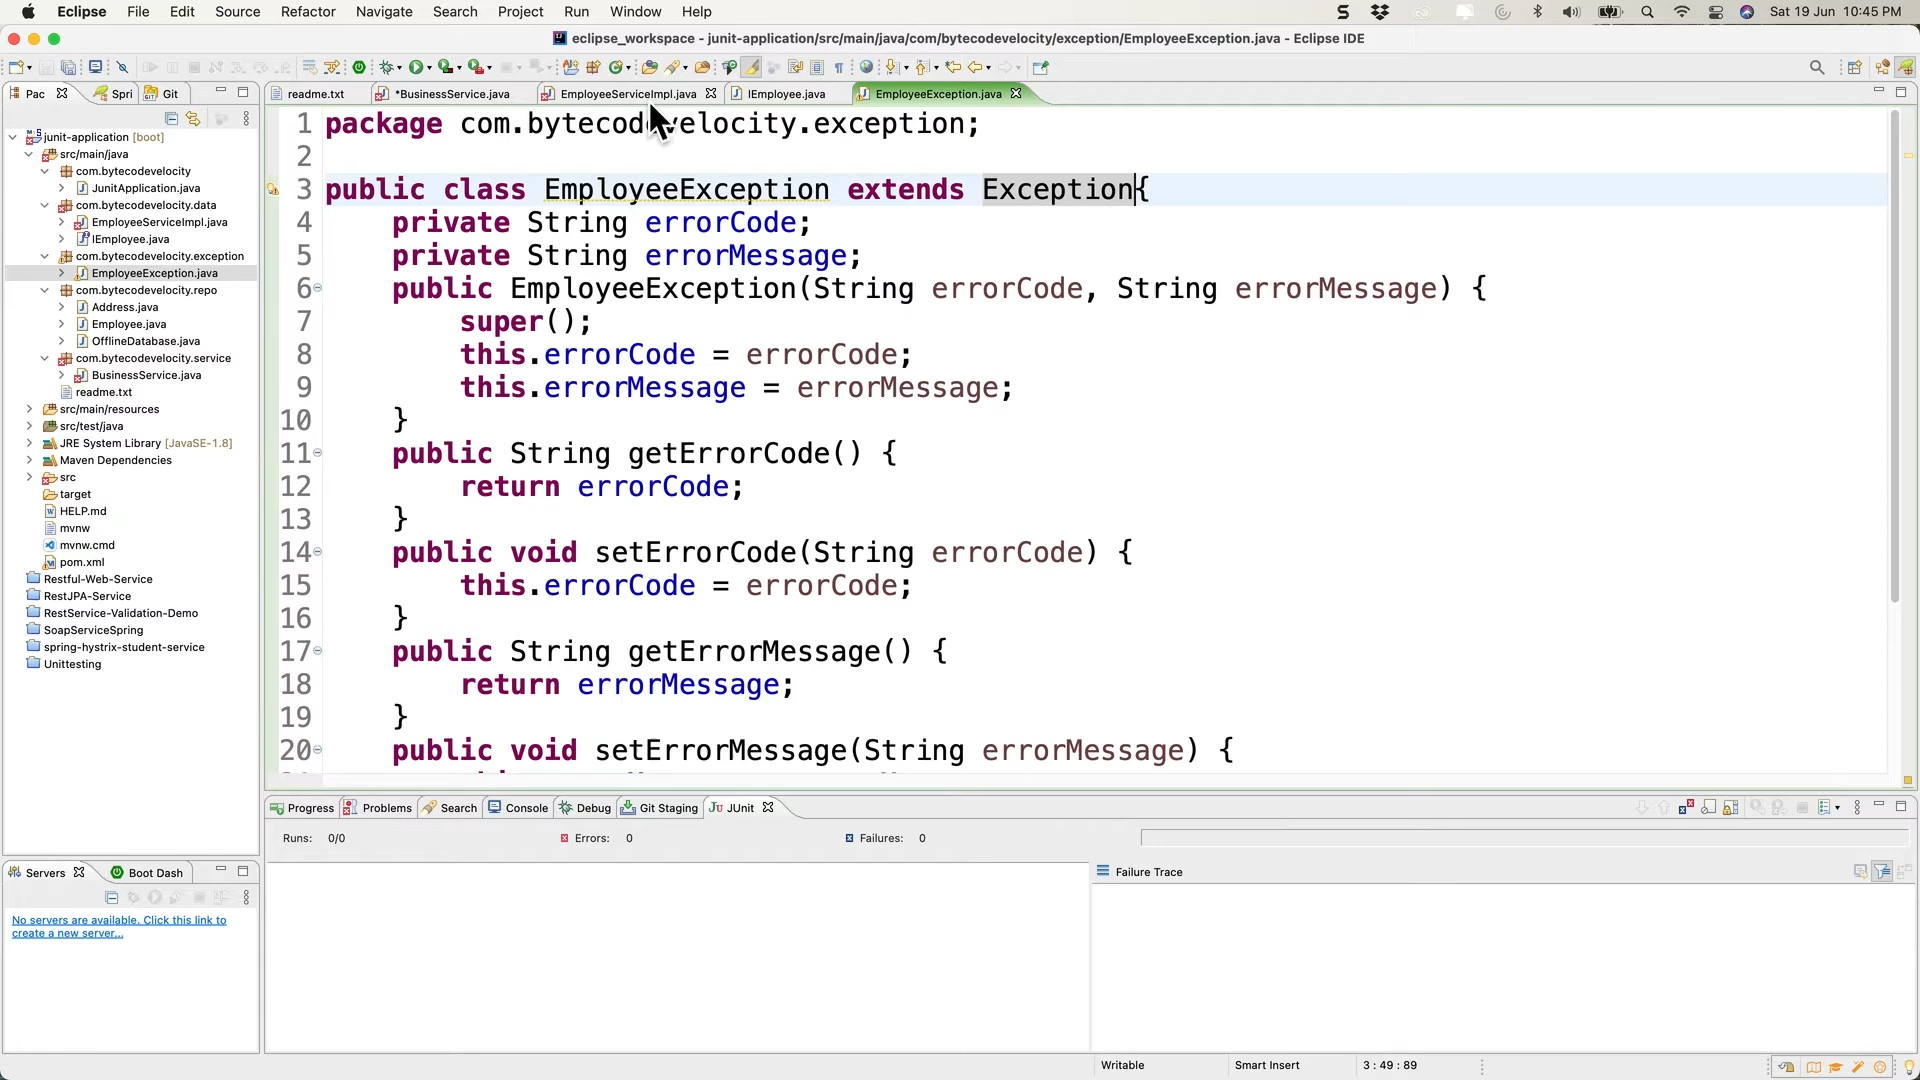 Eclipse File Edit Source Refactor Navigate Search Project Run Window Help Sat 19 Jun 10:45 PM
eclipse_workspace - junit-application/src/main/java/com/bytecodevelocity/exception/EmployeeException.java - Eclipse IDE
Pac Spri Git
junit-application [boot]
src/main/java
com.bytecodevelocity
JunitApplication.java
com.bytecodevelocity.data
EmployeeServiceImpl.java
IEmployee.java
com.bytecodevelocity.exception
EmployeeException.java
com.bytecodevelocity.repo
Address.java
Employee.java
OfflineDatabase.java
com.bytecodevelocity.service
BusinessService.java
readme.txt
src/main/resources
src/test/java
JRE System Library [JavaSE-1.8]
Maven Dependencies
src
target
HELP.md
mvnw
mvnw.cmd
pom.xml
Restful-Web-Service
RestJPA-Service
RestService-Validation-Demo
SoapServiceSpring
spring-hystrix-student-service
Unittesting
readme.txt *BusinessService.java EmployeeServiceImpl.java IEmployee.java EmployeeException.java
1 package com.bytecodevelocity.exception;
2
3 public class EmployeeException extends Exception{
4 private String errorCode;
5 private String errorMessage;
6 public EmployeeException(String errorCode, String errorMessage) {
7 super();
8 this.errorCode = errorCode;
9 this.errorMessage = errorMessage;
10 }
11 public String getErrorCode() {
12 return errorCode;
13 }
14 public void setErrorCode(String errorCode) {
15 this.errorCode = errorCode;
16 }
17 public String getErrorMessage() {
18 return errorMessage;
19 }
20 public void setErrorMessage(String errorMessage) {
Progress Problems Search Console Debug Git Staging JUnit
Runs: 0/0 Errors: 0 Failures: 0
Failure Trace
Servers Boot Dash
No servers are available. Click this link to
create a new server...
Writable Smart Insert 3 : 49 : 89